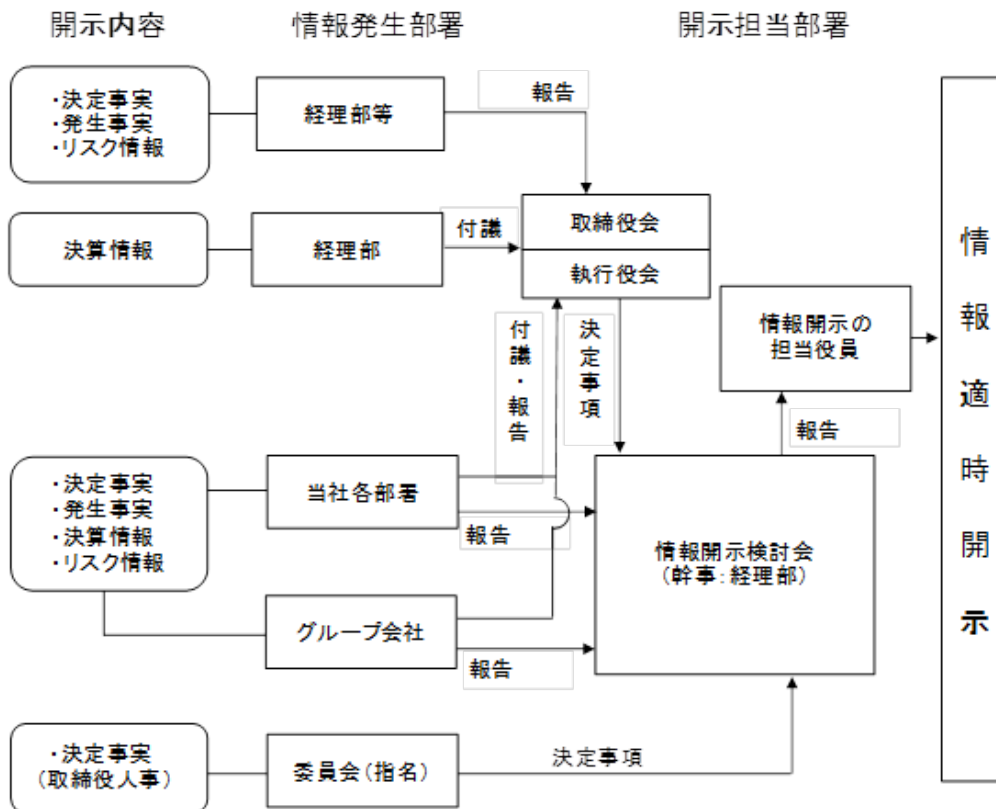 開示内容
情報発生部署
開示担当部署
・決定事実
・発生事実
・リスク情報
経理部等
報告
決算情報
経理部
付議
取締役会
執行役会
付議・報告
決定事項
情報開示の
担当役員
報告
・決定事実
・発生事実
・決算情報
・リスク情報
当社各部署
報告
情報開示検討会
（幹事：経理部）
グループ会社
報告
・決定事実
（取締役人事）
委員会（指名）
決定事項
情報適時開示